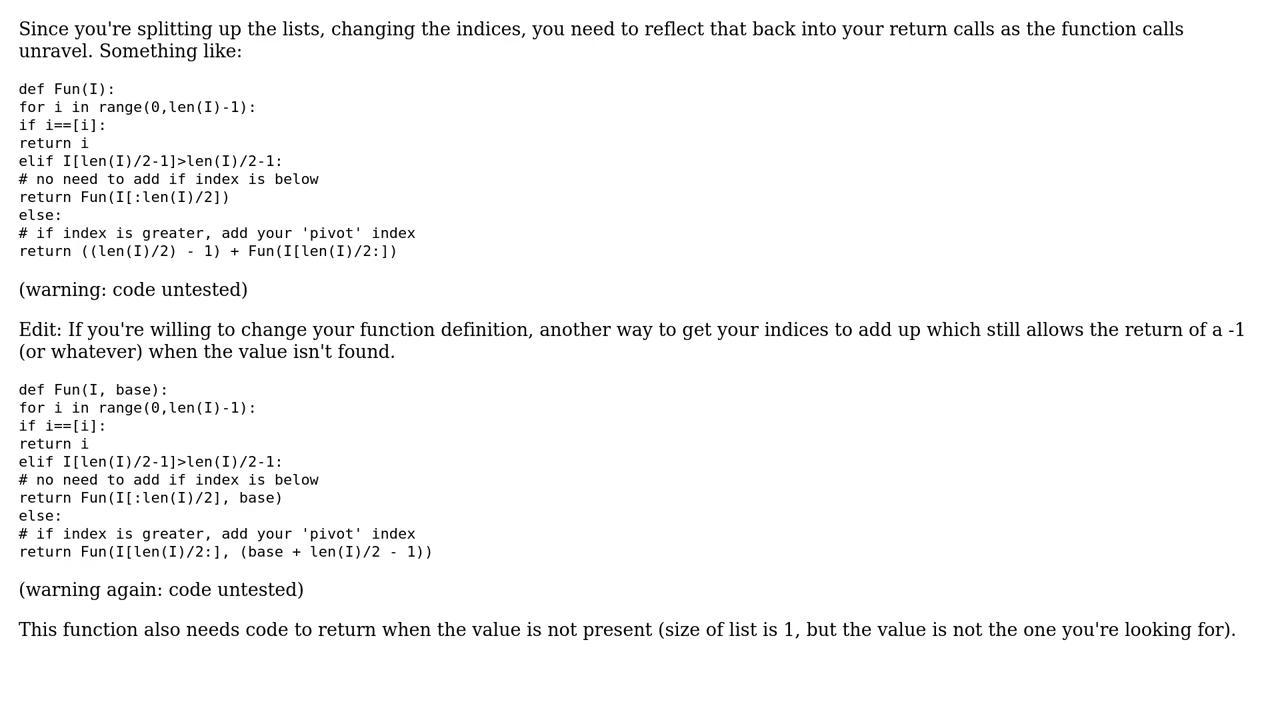 Since you're splitting up the lists, changing the indices, you need to reflect that back into your return calls as the function calls
unravel. Something like:
def Fun(I):
for i in range(0,len(I)-1):
if i==[i]:
return i
elif I[len(I)/2-1]>len(I)/2-1:
# no need to add if index is below
return Fun(I[:len(I)/2])
else:
# if index is greater, add your 'pivot' index
return ((len(I)/2) - 1) + Fun(I[len(I)/2:])
(warning: code untested)
Edit: If you're willing to change your function definition, another way to get your indices to add up which still allows the return of a -1
(or whatever) when the value isn't found.
def Fun(I, base):
for i in range(0,len(I)-1):
if i==[i]:
return i
elif I[len(I)/2-1]>len(I)/2-1:
# no need to add if index is below
return Fun(I[:len(I)/2], base)
else:
# if index is greater, add your 'pivot' index
return Fun(I[len(I)/2:], (base + len(I)/2 - 1))
(warning again: code untested)
This function also needs code to return when the value is not present (size of list is 1, but the value is not the one you're looking for).